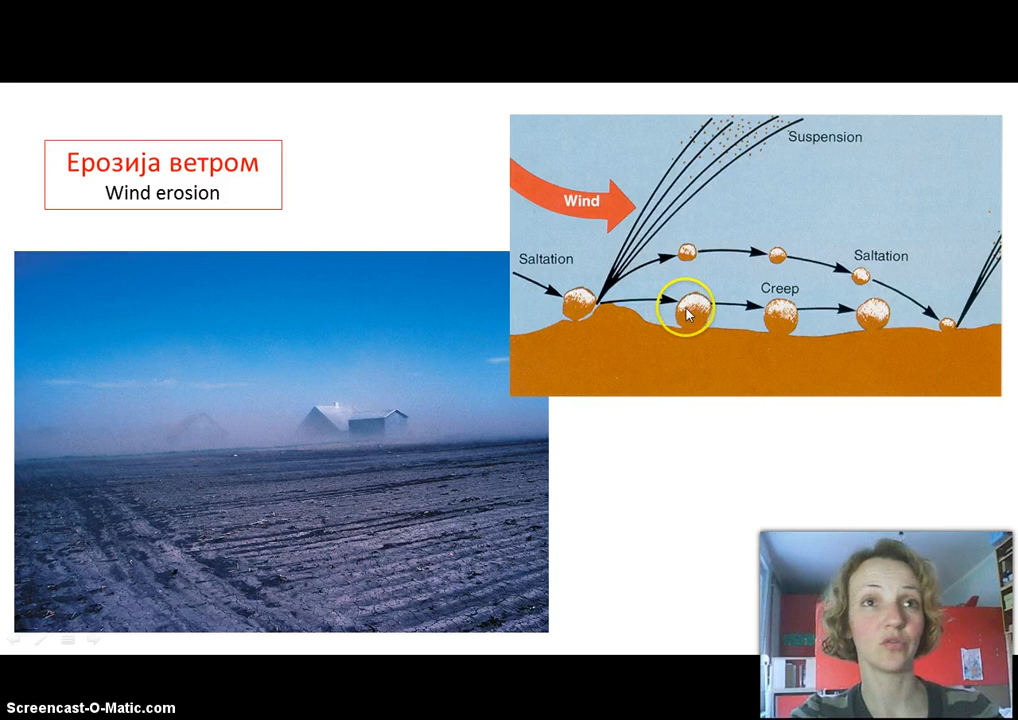 Ерозија ветром
Wind erosion
Suspension
Wind
Saltation
Saltation
Creep
Screencast-O-Matic.com